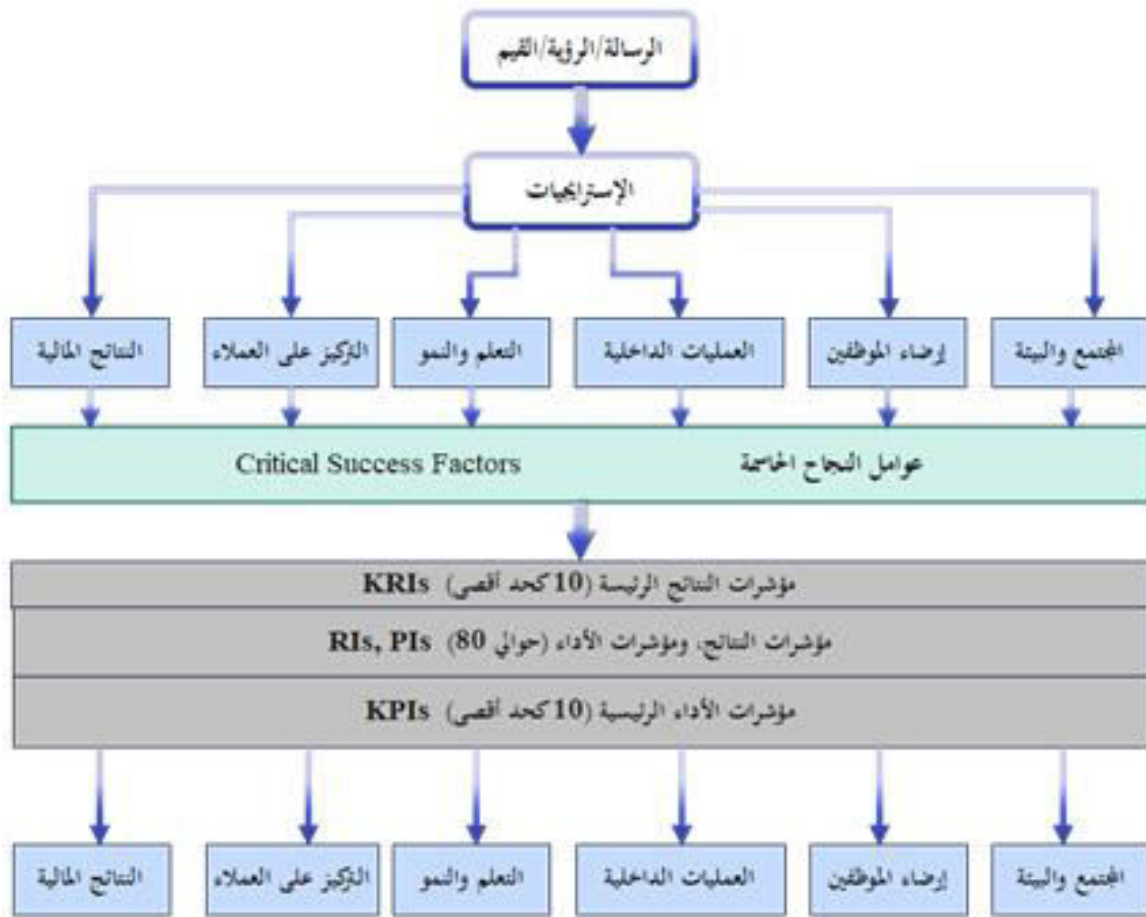 الرسالة/الرؤية/القيم
الإستراتيجيات
المجتمع والبيئة
إرضاء الموظفين
العمليات الداخلية
التعلم والنمو
التركيز على العملاء
النتائج المالية
عوامل النجاح الحاسمة Critical Success Factors
مؤشرات النتائج الرئيسة (10 كحد أقصى) KRIs
مؤشرات النتائج، ومؤشرات الأداء (حوالي 80) RIs, PIs
مؤشرات الأداء الرئيسية (10 كحد أقصى) KPIs
المجتمع والبيئة
إرضاء الموظفين
العمليات الداخلية
التعلم والنمو
التركيز على العملاء
النتائج المالية